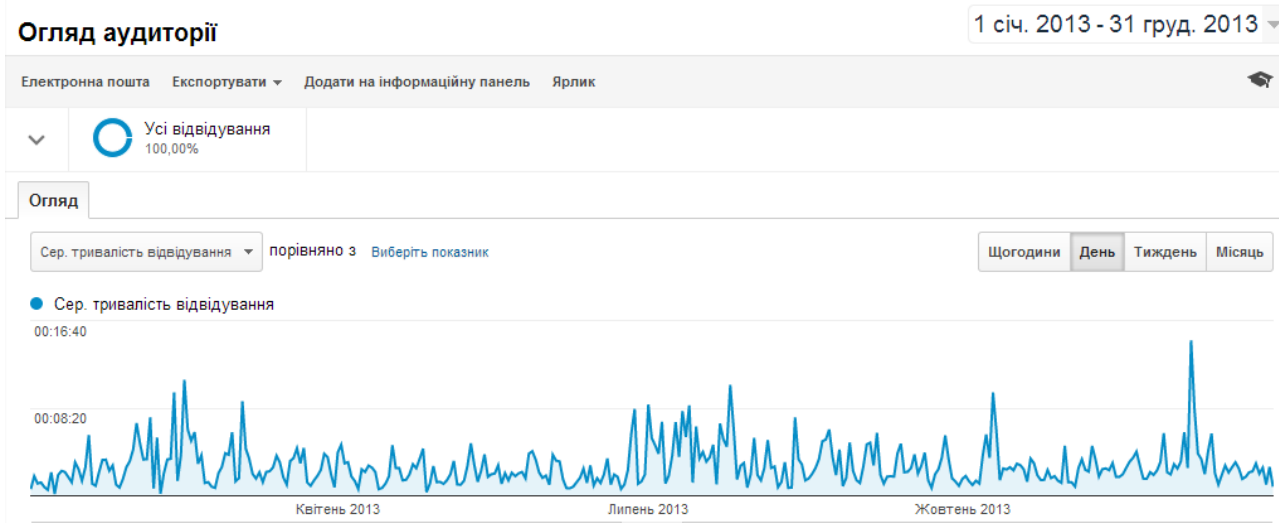 Огляд аудиторії
1 січ. 2013 - 31 груд. 2013
Електронна пошта Експортувати Додати на інформаційну панель Ярлик
Усі відвідування
100,00%
Огляд
Сер. тривалість відвідування порівняно з Виберіть показник
Щогодини День Тиждень Місяць
Сер. тривалість відвідування
00:16:40
00:08:20
Квітень 2013 Липень 2013 Жовтень 2013